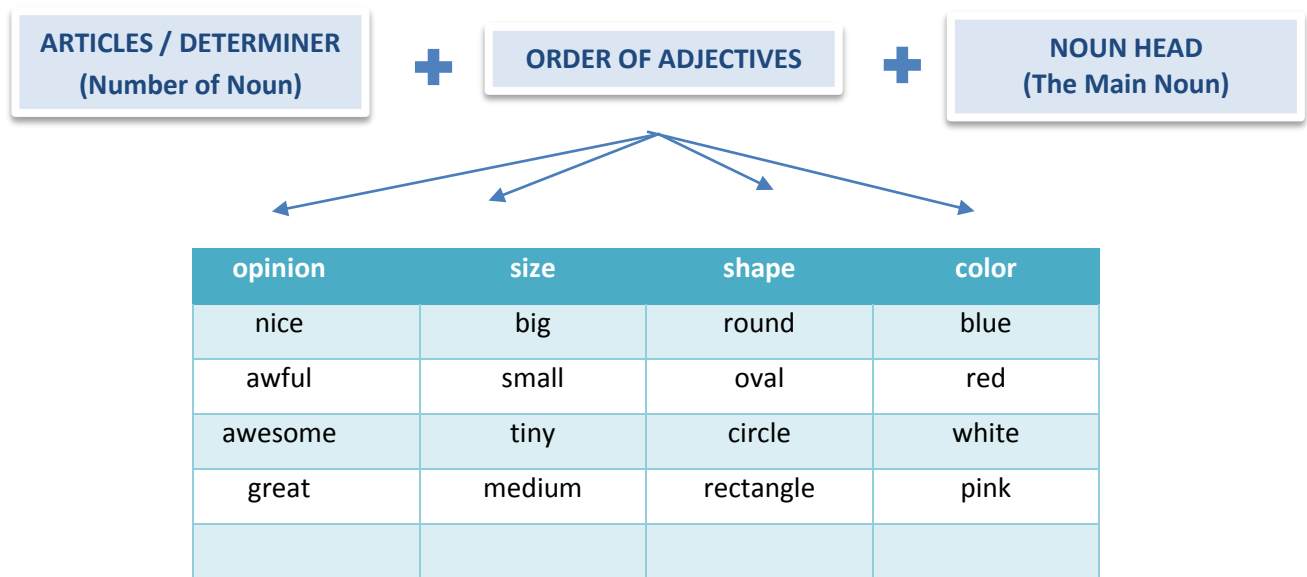 ARTICLES / DETERMINER
(Number of Noun)
ORDER OF ADJECTIVES
NOUN HEAD
(The Main Noun)
opinion size shape color
nice big round blue
awful small oval red
awesome tiny circle white
great medium rectangle pink